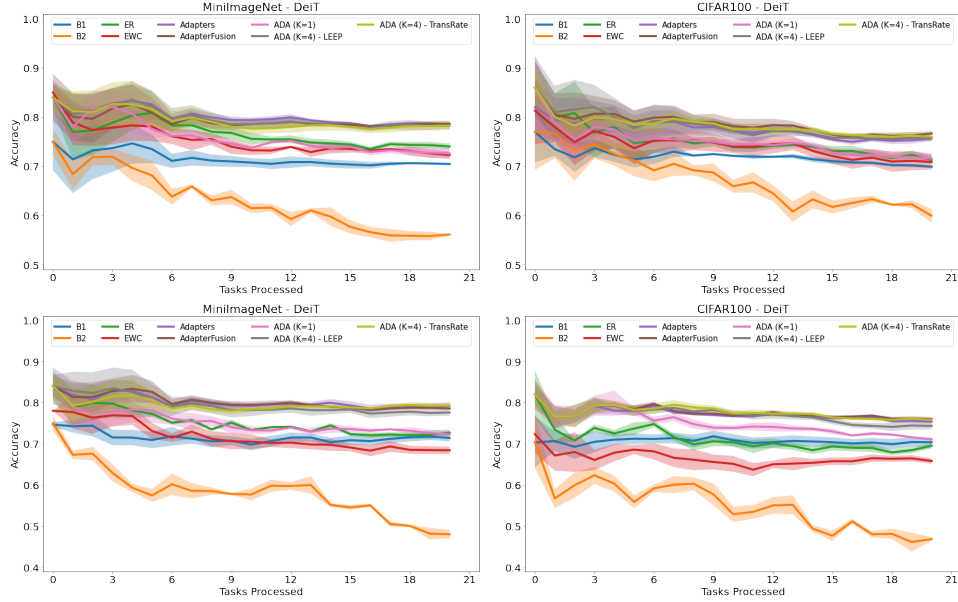 MiniImageNet - DeiT
B1 ER Adapters ADA (K=1) ADA (K=4) - TransRate
B2 EWC AdapterFusion ADA (K=4) - LEEP
Accuracy
1.0
0.9
0.8
0.7
0.6
0.5
0 3 6 9 12 15 18 21
Tasks Processed
CIFAR100 - DeiT
B1 ER Adapters ADA (K=1) ADA (K=4) - TransRate
B2 EWC AdapterFusion ADA (K=4) - LEEP
Accuracy
1.0
0.9
0.8
0.7
0.6
0.5
0 3 6 9 12 15 18 21
Tasks Processed
MiniImageNet - DeiT
B1 ER Adapters ADA (K=1) ADA (K=4) - TransRate
B2 EWC AdapterFusion ADA (K=4) - LEEP
Accuracy
1.0
0.9
0.8
0.7
0.6
0.5
0.4
0 3 6 9 12 15 18 21
Tasks Processed
CIFAR100 - DeiT
B1 ER Adapters ADA (K=1) ADA (K=4) - TransRate
B2 EWC AdapterFusion ADA (K=4) - LEEP
Accuracy
1.0
0.9
0.8
0.7
0.6
0.5
0.4
0 3 6 9 12 15 18 21
Tasks Processed